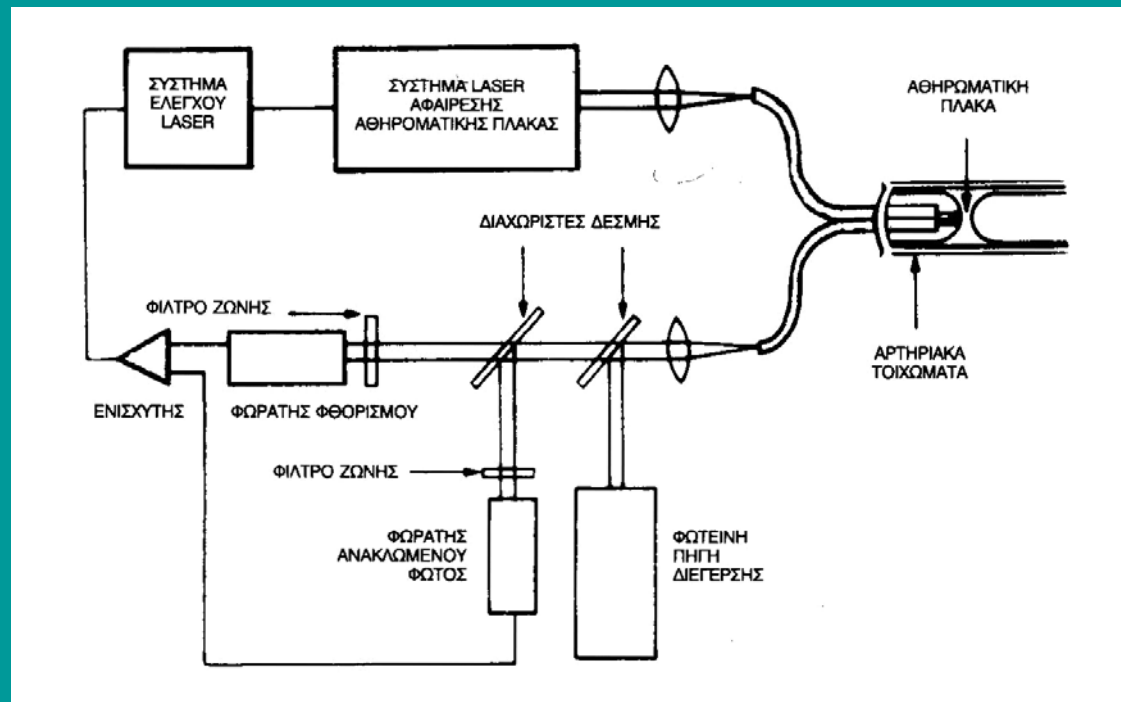 ΣΥΣΤΗΜΑ
ΕΛΕΓΧΟΥ
LASER
ΣΥΣΤΗΜΑ LASER
ΑΦΑΙΡΕΣΗΣ
ΑΘΗΡΟΜΑΤΙΚΗΣ ΠΛΑΚΑΣ
ΑΘΗΡΩΜΑΤΙΚΗ
ΠΛΑΚΑ
ΔΙΑΧΩΡΙΣΤΕΣ ΔΕΣΜΗΣ
ΦΙΛΤΡΟ ΖΩΝΗΣ
ΑΡΤΗΡΙΑΚΑ
ΤΟΙΧΩΜΑΤΑ
ΕΝΙΣΧΥΤΗΣ
ΦΩΡΑΤΗΣ ΦΘΟΡΙΣΜΟΥ
ΦΙΛΤΡΟ ΖΩΝΗΣ
ΦΩΡΑΤΗΣ
ΑΝΑΚΛΩΜΕΝΟΥ
ΦΩΤΟΣ
ΦΩΤΕΙΝΗ
ΠΗΓΗ
ΔΙΕΓΕΡΣΗΣ